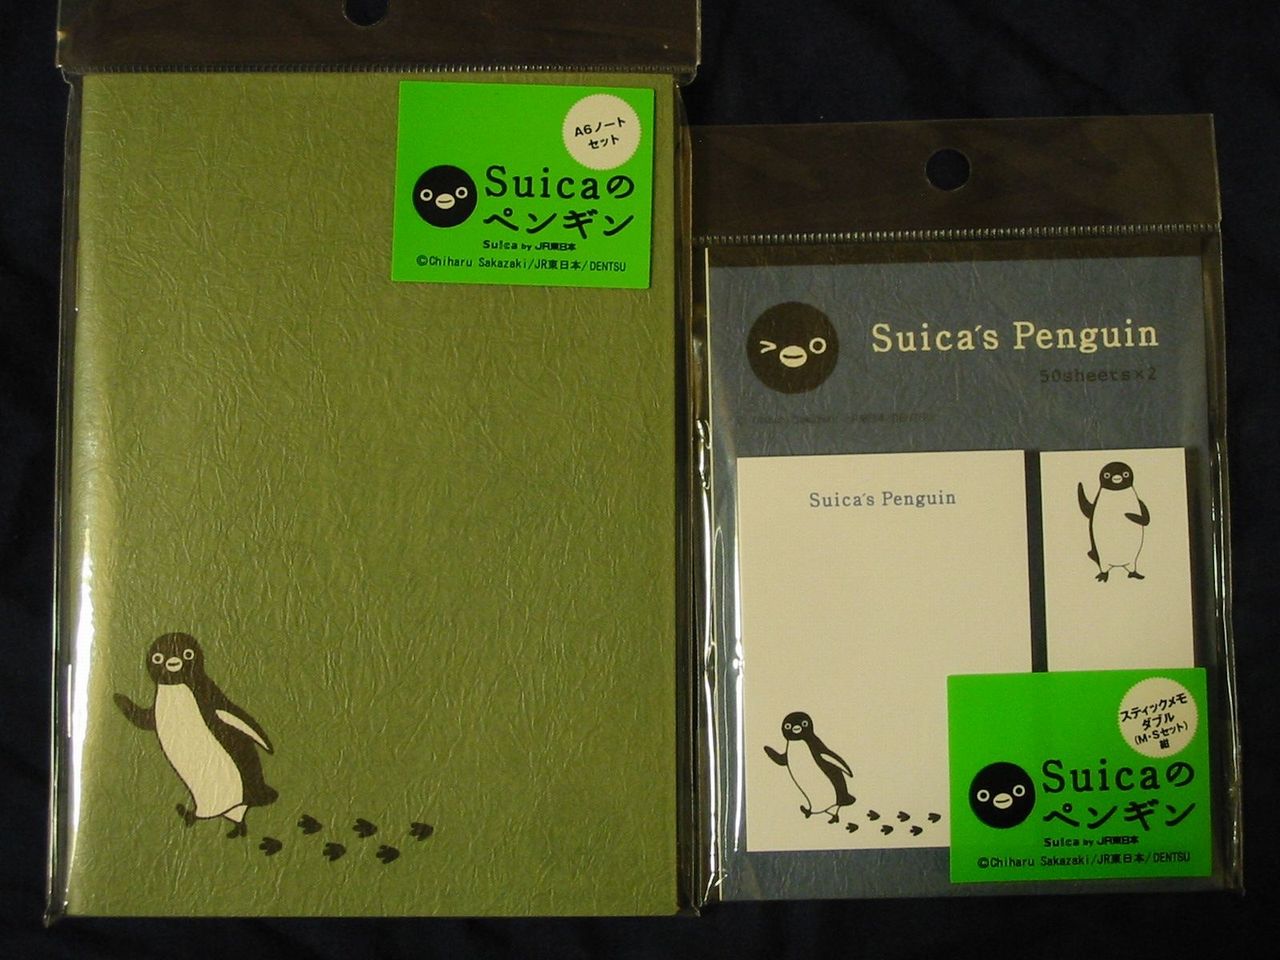 A6ノート
セット
Suicaの
ペンギン
Suica by JR東日本
©Chiharu Sakazaki/JR東日本/DENTSU
Suica's Penguin
50sheets×2
Suica's Penguin
スティックメモ
ダブル
(M・Sセット)
紺
Suicaの
ペンギン
Suica by JR東日本
©Chiharu Sakazaki/JR東日本/DENTSU